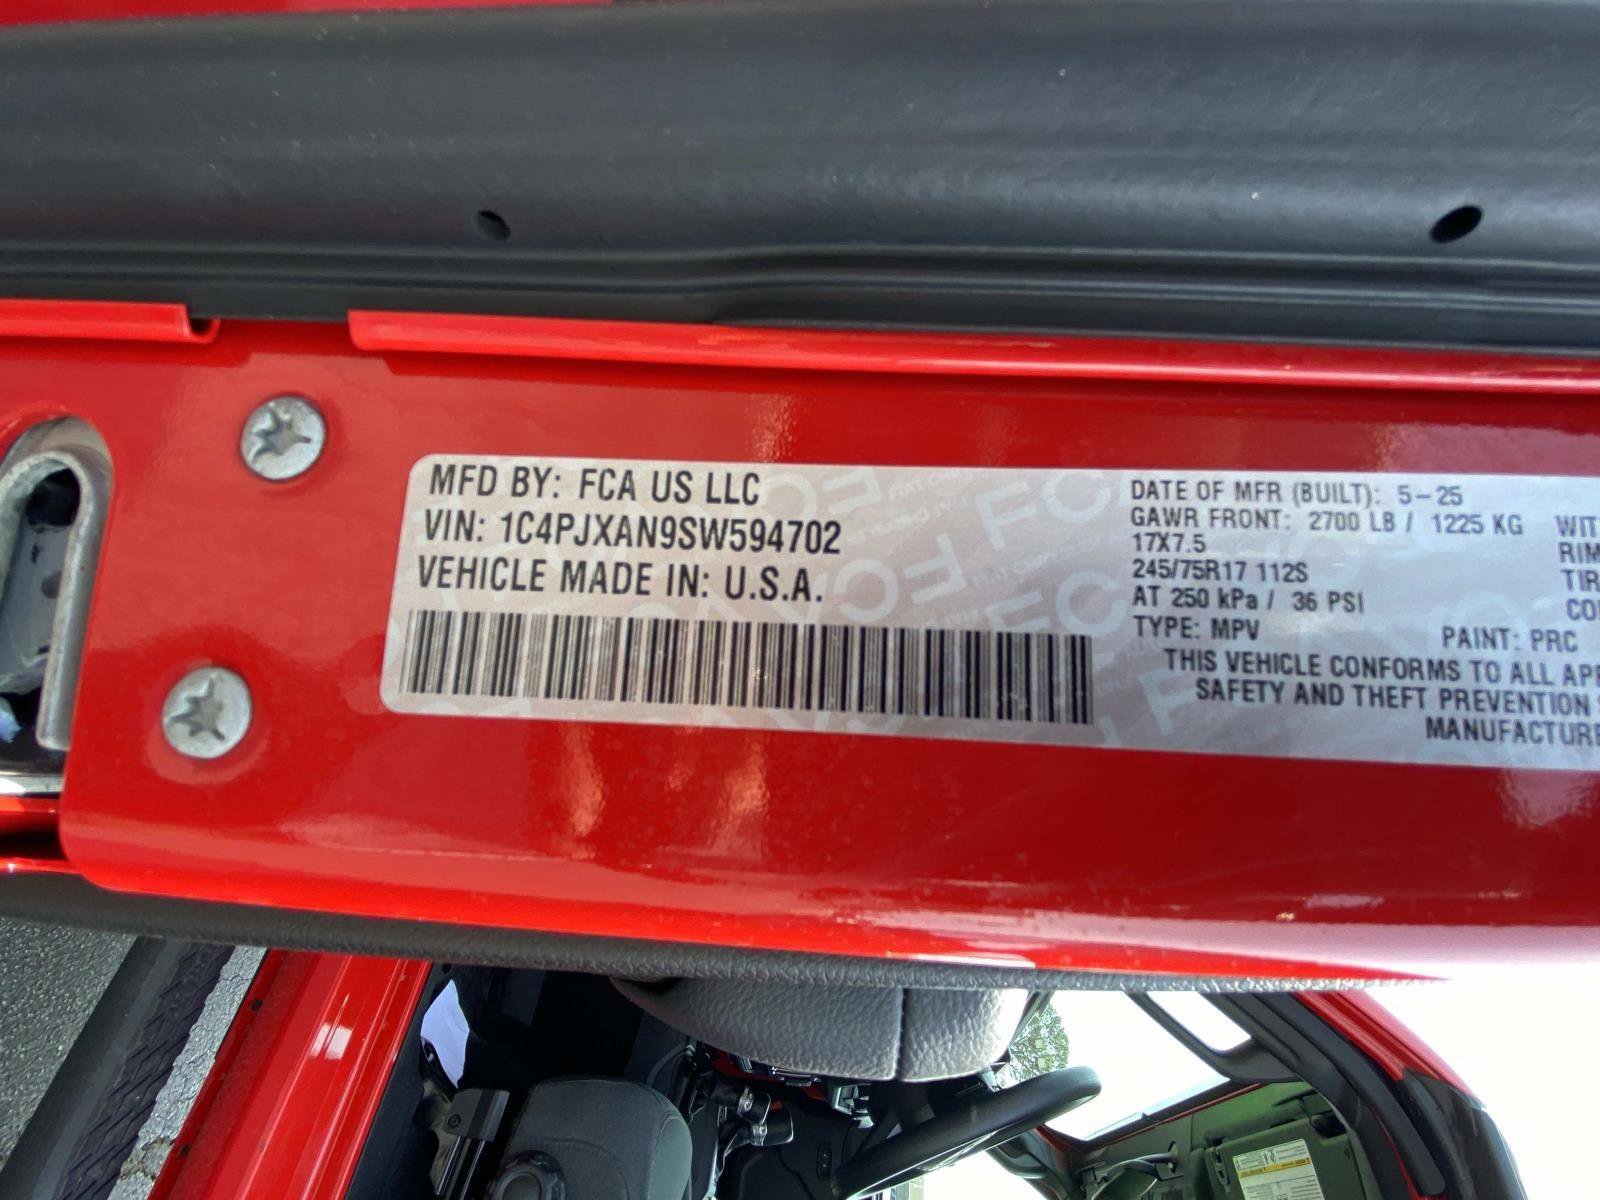 MFD BY: FCA US LLC
VIN: 1C4PJXAN9SW594702
VEHICLE MADE IN: U.S.A.
DATE OF MFR (BUILT): 5-25
GAWR FRONT: 2700 LB / 1225 KG
17X7.5
245/75R17 112S
AT 250 kPa / 36 PSI
TYPE: MPV
PAINT: PRC
THIS VEHICLE CONFORMS TO ALL
SAFETY AND THEFT PREVENTION